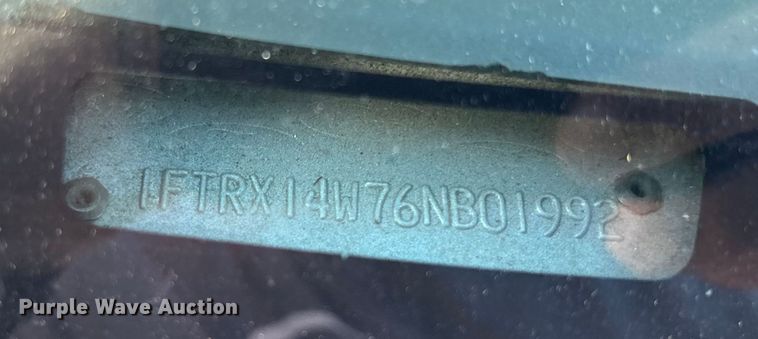 1FTRX14W76NB01992
Purple Wave Auction